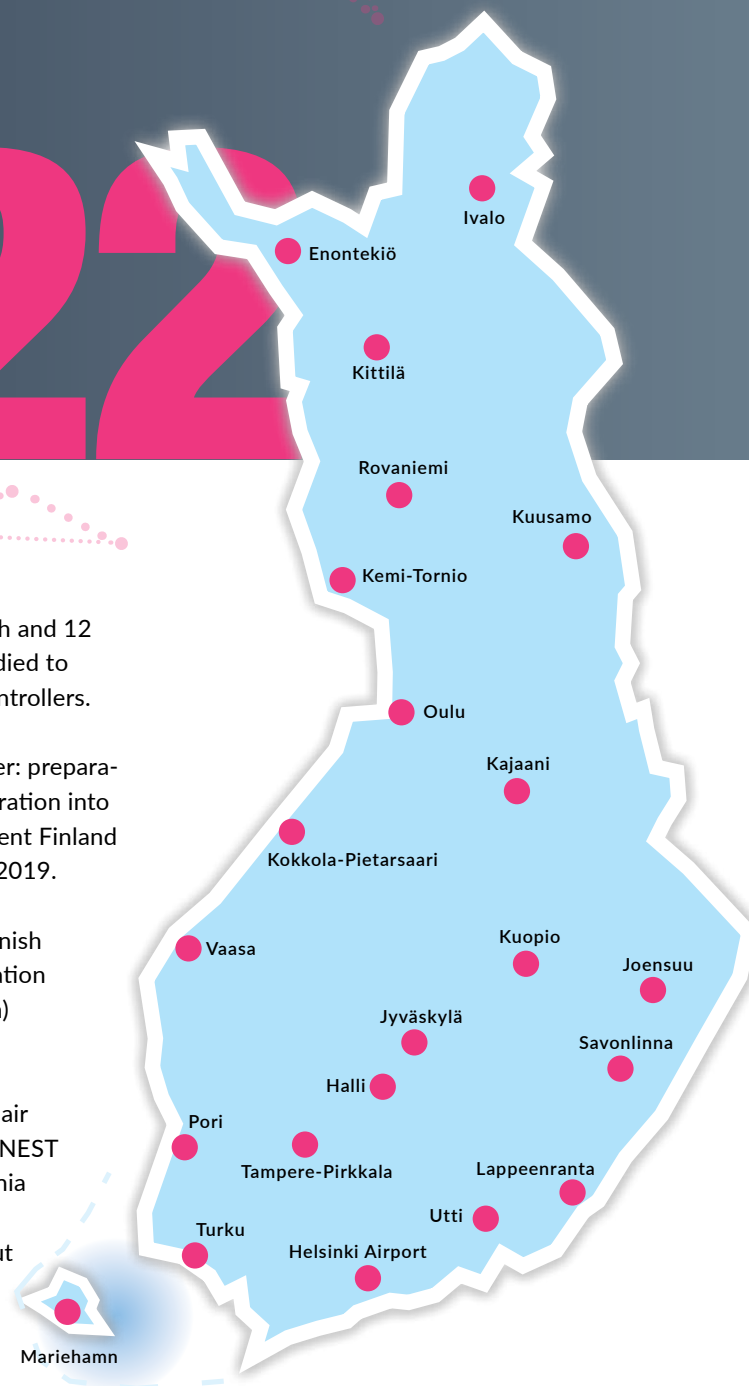 22
Ivalo
Enontekiö
Kittilä
Rovaniemi
Kuusamo
Kemi-Tornio
h and 12
died to
ntrollers.
Oulu
Kajaani
er: prepara-
ration into
ent Finland
2019.
Kokkola-Pietarsaari
nish
ation
)
Vaasa
Kuopio
Joensuu
Jyväskylä
Savonlinna
Halli
air
NEST
nia
ut
Pori
Tampere-Pirkkala
Lappeenranta
Utti
Turku
Helsinki Airport
Mariehamn